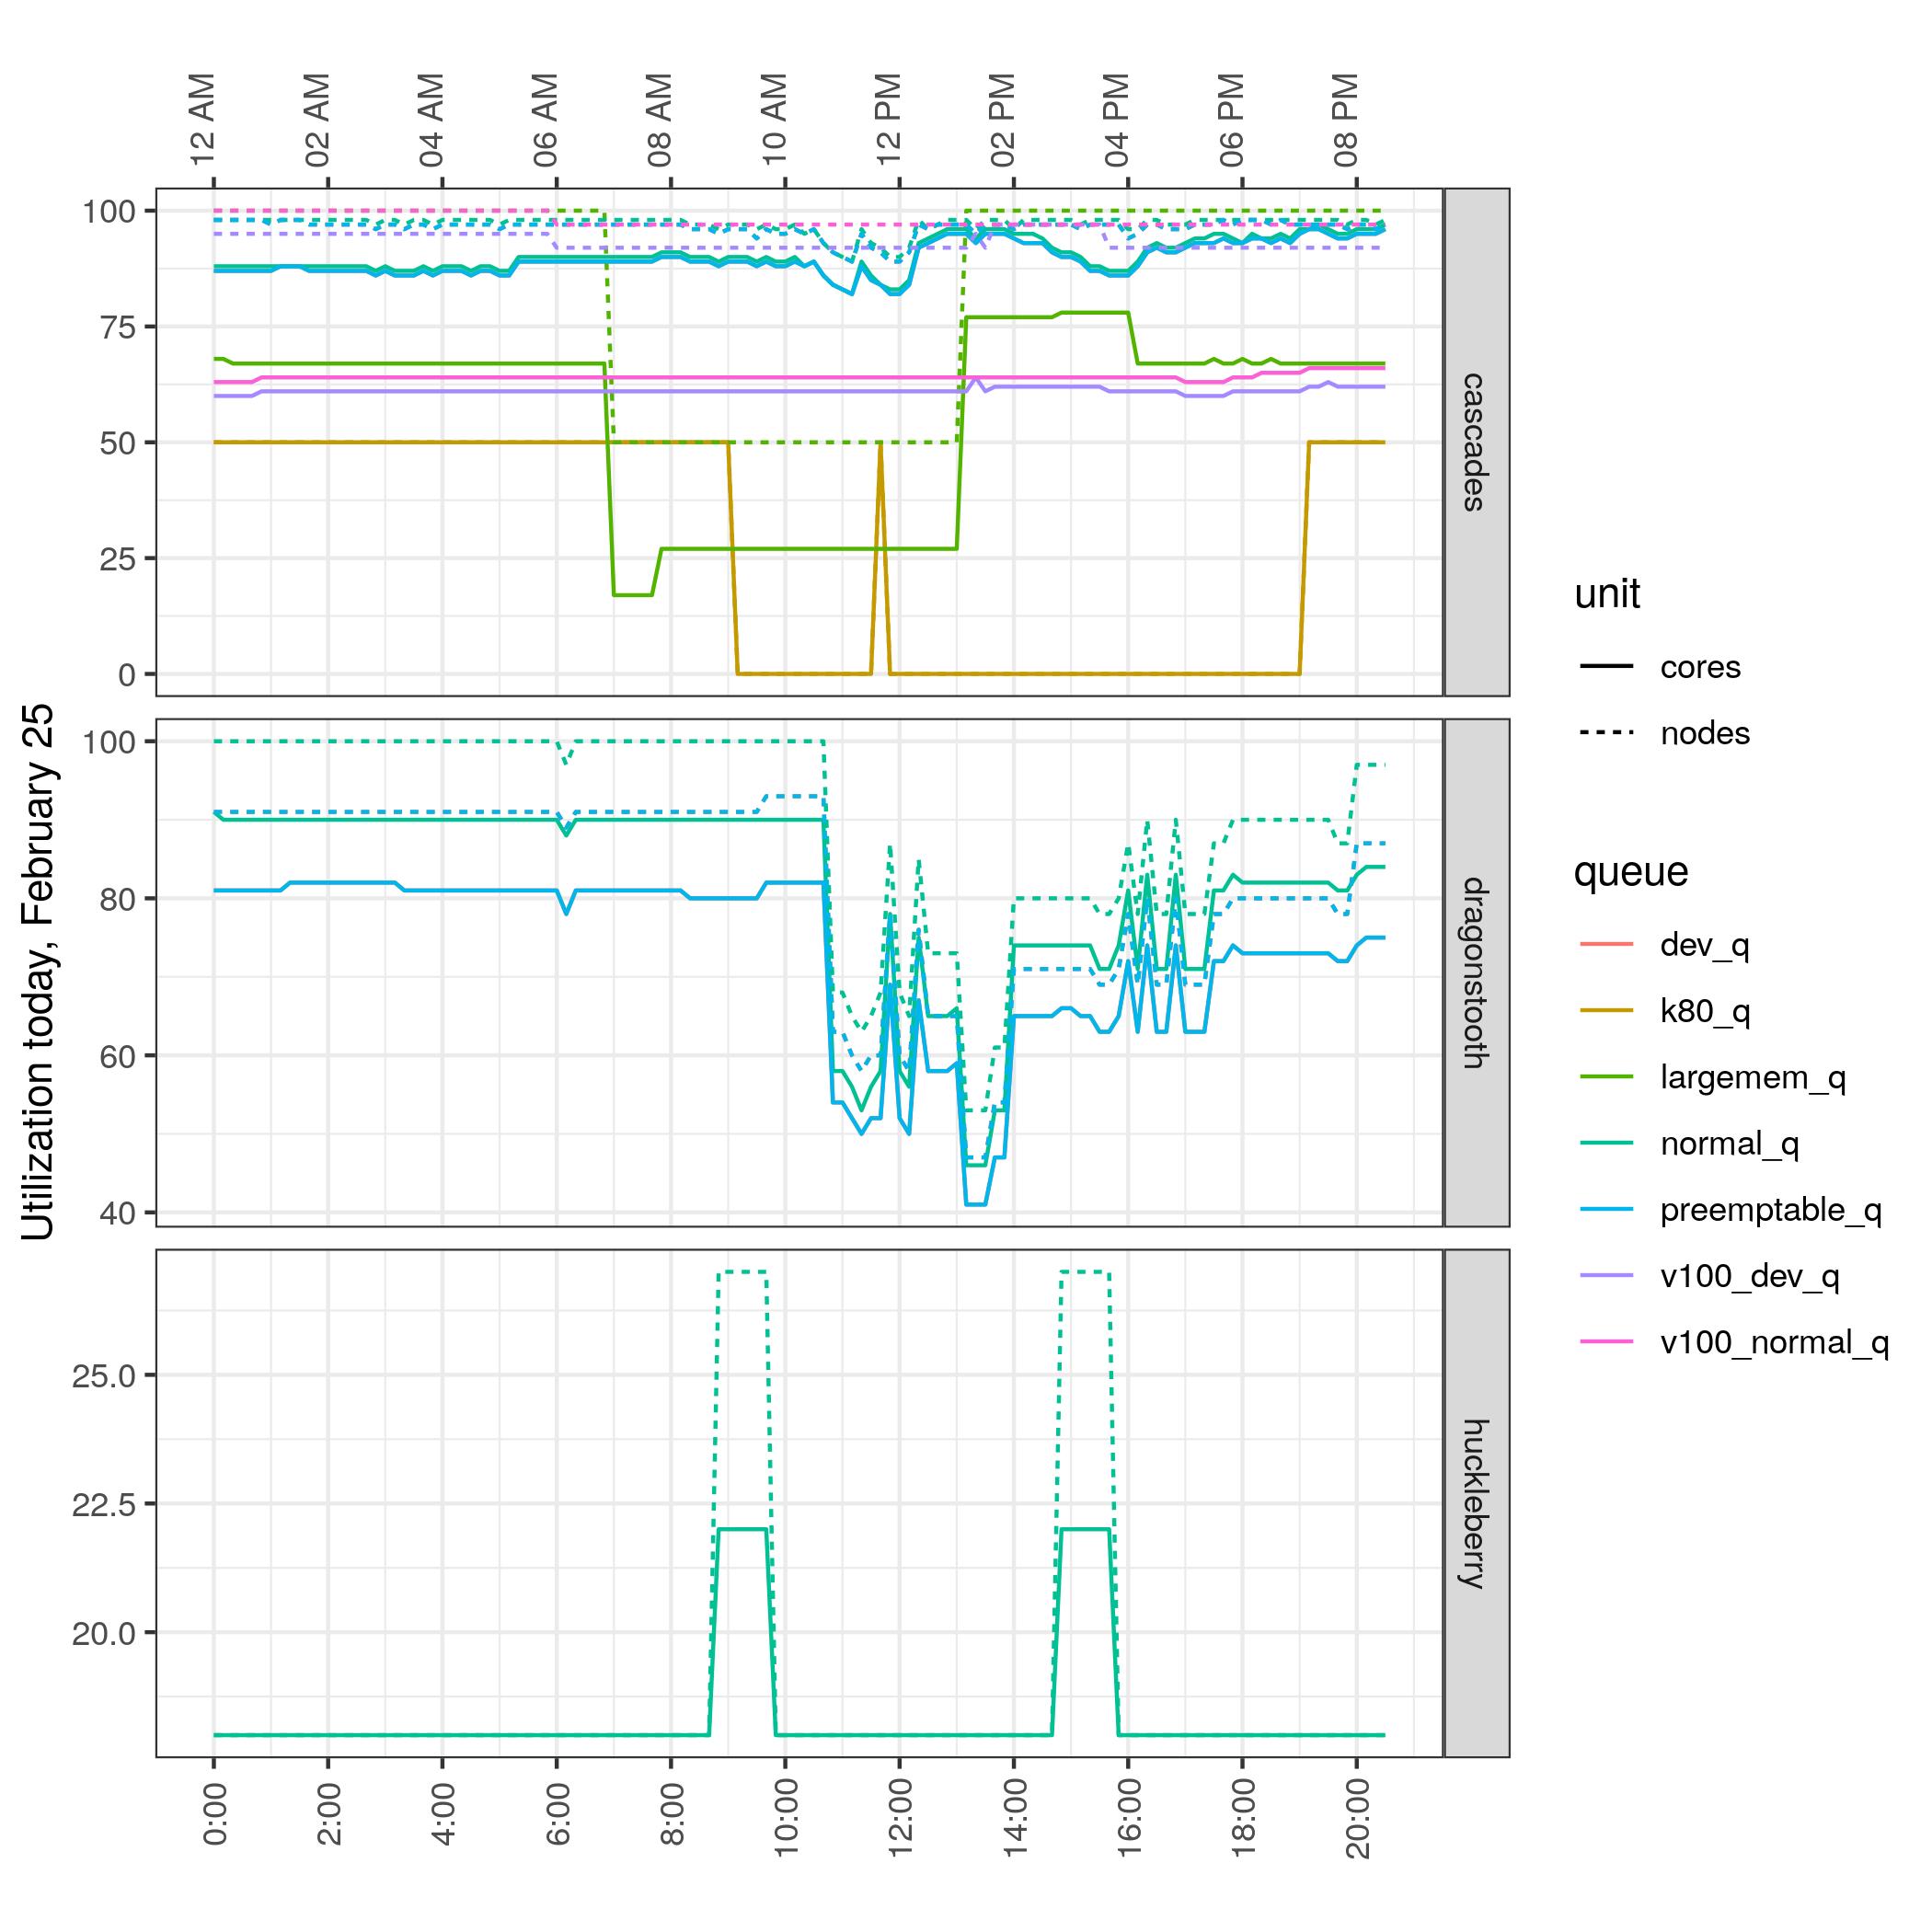 12 AM
02 AM
04 AM
06 AM
08 AM
10 AM
12 PM
02 PM
04 PM
06 PM
08 PM
Utilization today, February 25
100
75
50
25
0
cascades
100
80
60
40
dragonstooth
25.0
22.5
20.0
huckleberry
0:00
2:00
4:00
6:00
8:00
10:00
12:00
14:00
16:00
18:00
20:00
unit
cores
nodes
queue
dev_q
k80_q
largemem_q
normal_q
preemptable_q
v100_dev_q
v100_normal_q